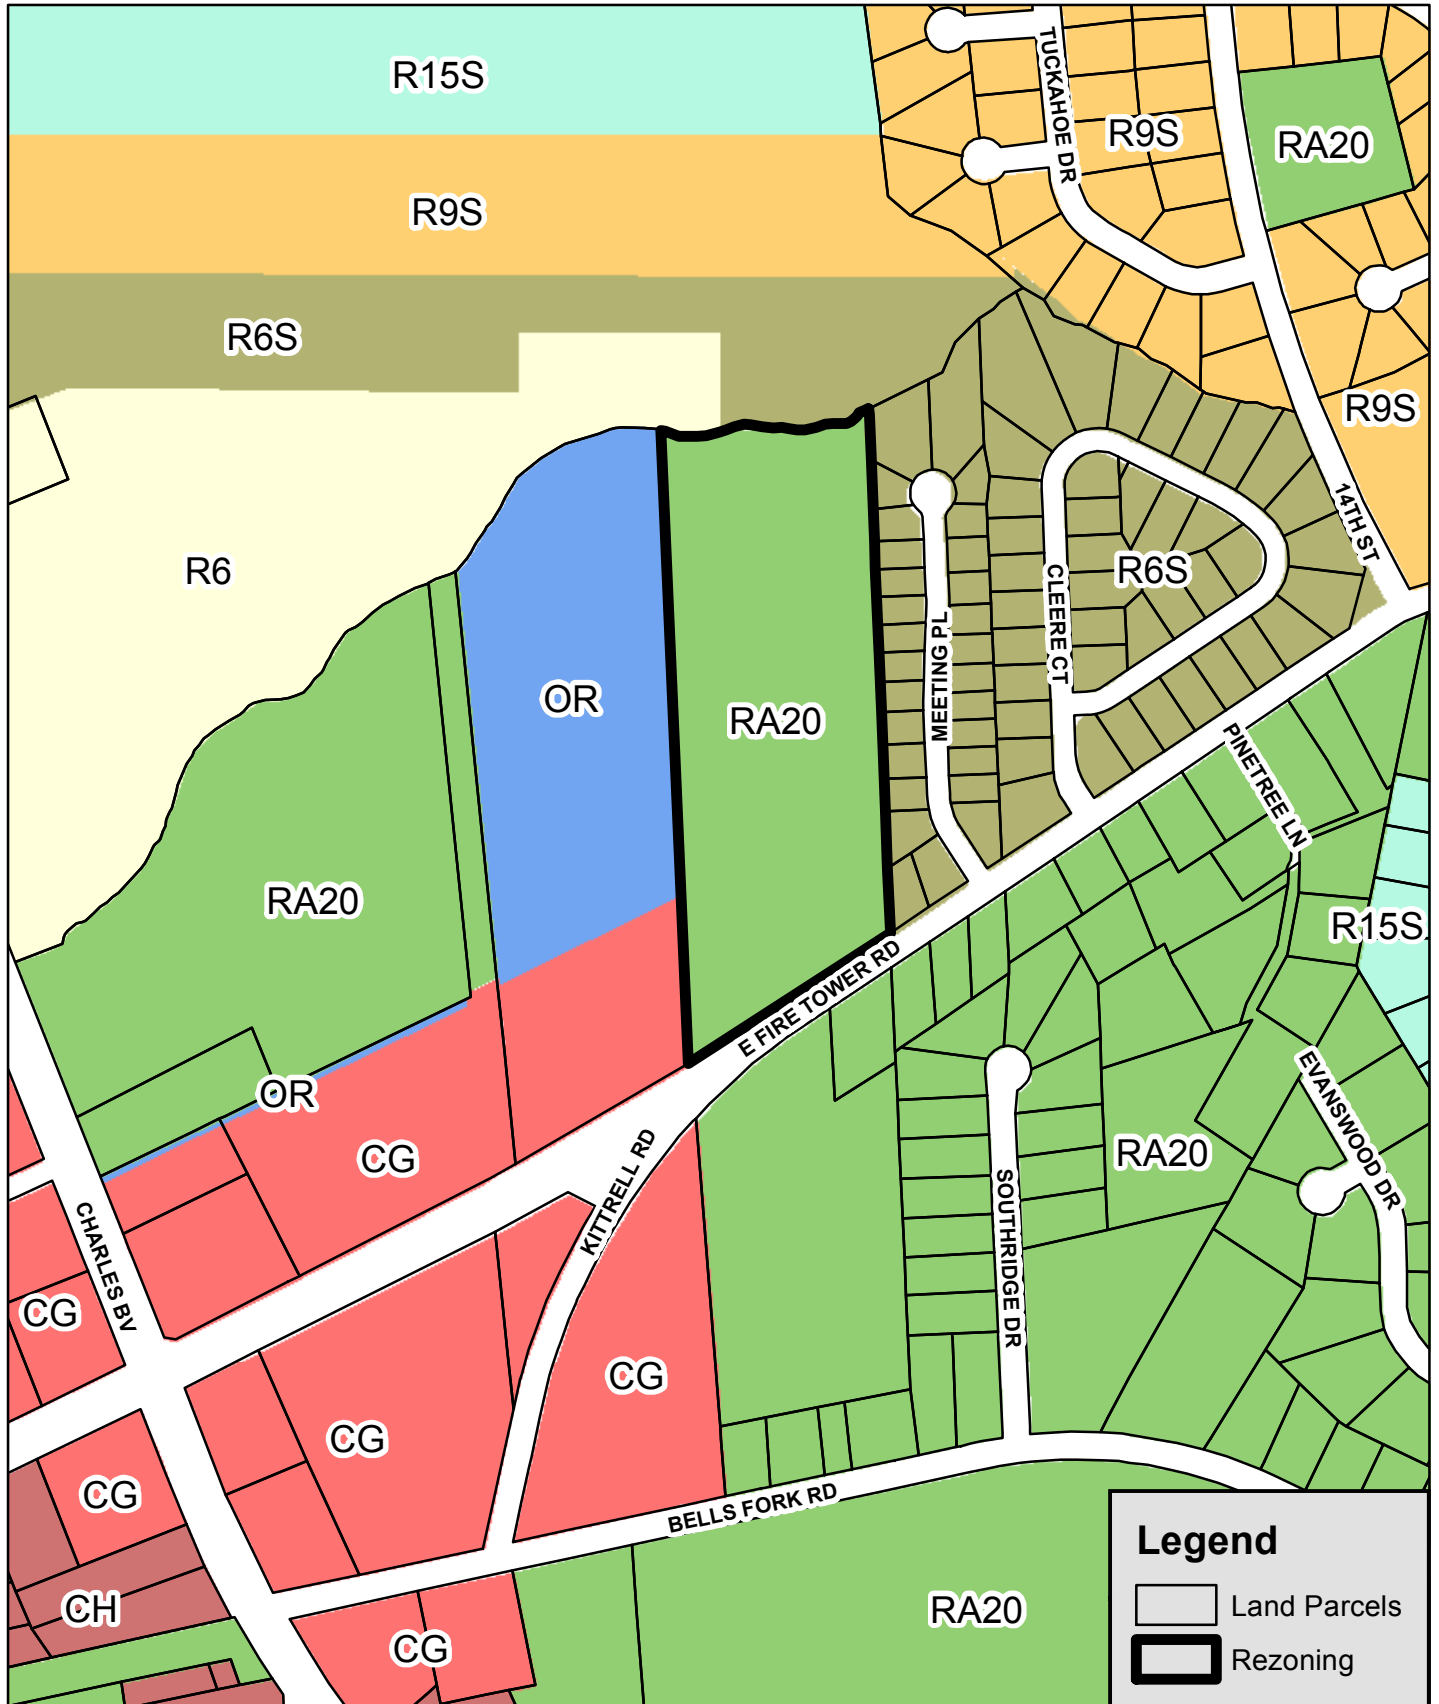 R15S
TUCKAHOE DR
R9S
RA20
R9S
R6S
R9S
14TH ST
R6
R6S
CLEERE CT
MEETING PL
OR
RA20
PINETREE LN
RA20
R15S
E FIRE TOWER RD
OR
EVANSWOOD DR
CG
RA20
KITTRELL RD
SOUTHRIDGE DR
CHARLES BV
CG
CG
CG
CG
BELLS FORK RD
CH
RA20
CG
Legend
Land Parcels
Rezoning